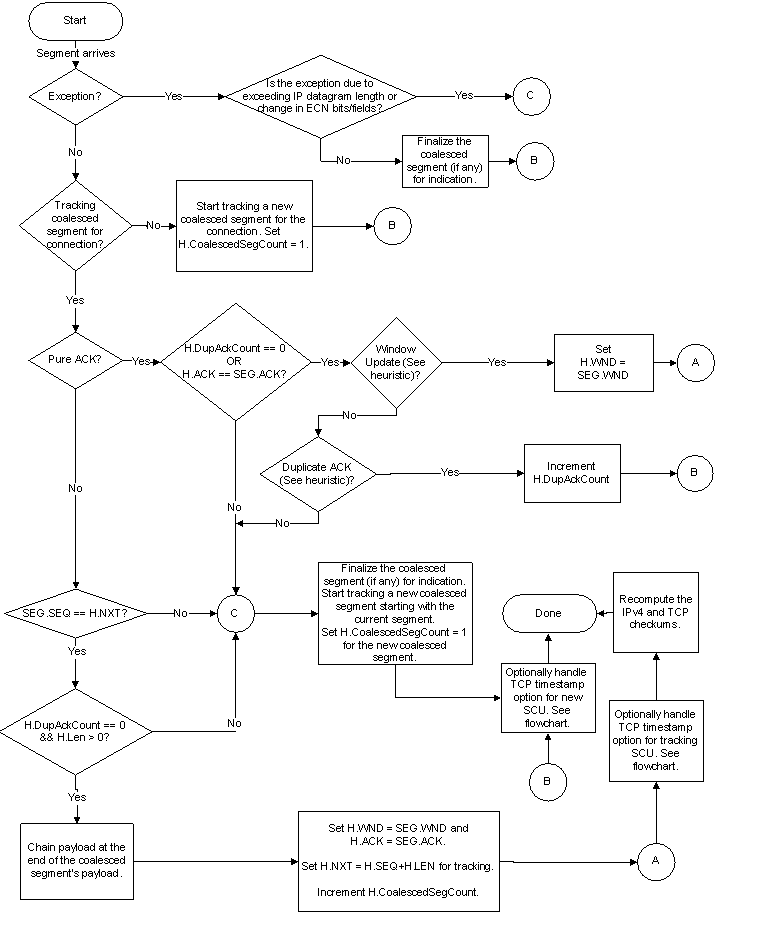 Start
Segment arrives
Exception?
Yes
Is the exception due to
exceeding IP datagram length or
change in ECN bits/fields?
Yes
C
No
No
Finalize the
coalesced
segment (if any)
for indication.
B
Tracking
coalesced
segment for
connection?
No
Start tracking a new
coalesced segment for the
connection. Set
H.CoalescedSegCount = 1.
B
Yes
Pure ACK?
Yes
H.DupAckCount == 0
OR
H.ACK == SEG.ACK?
Yes
Window
Update (See
heuristic)?
Yes
Set
H.WND =
SEG.WND
A
No
Duplicate ACK
(See heuristic)?
Yes
Increment
H.DupAckCount
B
No
No
No
SEG.SEQ == H.NXT?
No
C
Finalize the coalesced
segment (if any) for indication.
Start tracking a new coalesced
segment starting with the
current segment.
Set H.CoalescedSegCount = 1
for the new coalesced
segment.
Done
Recompute the
IPv4 and TCP
checkums.
Yes
Optionally handle
TCP timestamp
option for new
SCU. See
flowchart.
Optionally handle
TCP timestamp
option for tracking
SCU. See
flowchart.
H.DupAckCount == 0
&& H.Len > 0?
No
B
Yes
Chain payload at the
end of the coalesced
segment's payload.
Set H.WND = SEG.WND and
H.ACK = SEG.ACK.
Set H.NXT = H.SEQ+H.LEN for tracking.
Increment H.CoalescedSegCount.
A